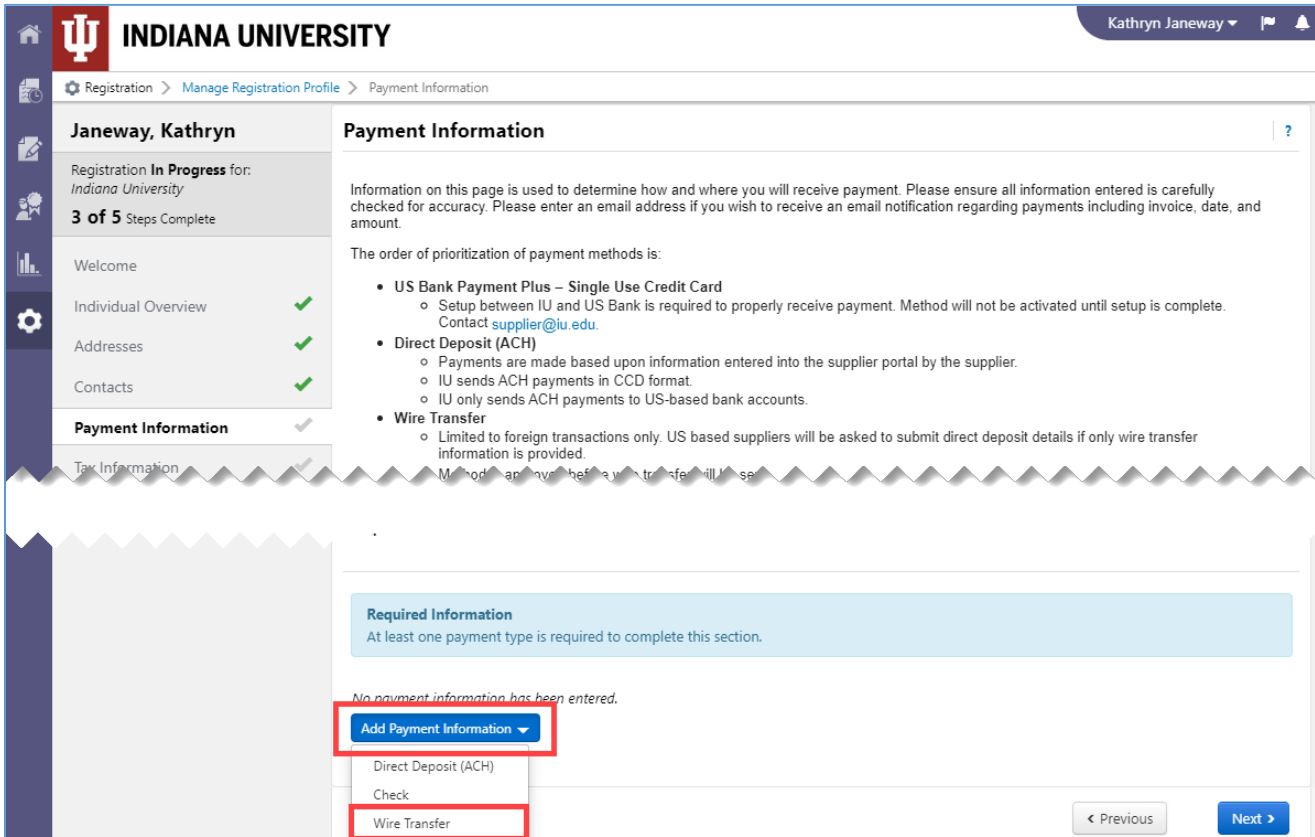 INDIANA UNIVERSITY
Kathryn Janeway
Registration > Manage Registration Profile > Payment Information
Janeway, Kathryn
Registration In Progress for:
Indiana University
3 of 5 Steps Complete
Welcome
Individual Overview
Addresses
Contacts
Payment Information
Tax Information
Payment Information
?
Information on this page is used to determine how and where you will receive payment. Please ensure all information entered is carefully
checked for accuracy. Please enter an email address if you wish to receive an email notification regarding payments including invoice, date, and
amount.
The order of prioritization of payment methods is:
• US Bank Payment Plus – Single Use Credit Card
o Setup between IU and US Bank is required to properly receive payment. Method will not be activated until setup is complete.
Contact supplier@iu.edu.
• Direct Deposit (ACH)
o Payments are made based upon information entered into the supplier portal by the supplier.
o IU sends ACH payments in CCD format.
o IU only sends ACH payments to US-based bank accounts.
• Wire Transfer
o Limited to foreign transactions only. US based suppliers will be asked to submit direct deposit details if only wire transfer
information is provided.
.
Required Information
At least one payment type is required to complete this section.
No payment information has been entered.
Add Payment Information
Direct Deposit (ACH)
Check
Wire Transfer
< Previous
Next >